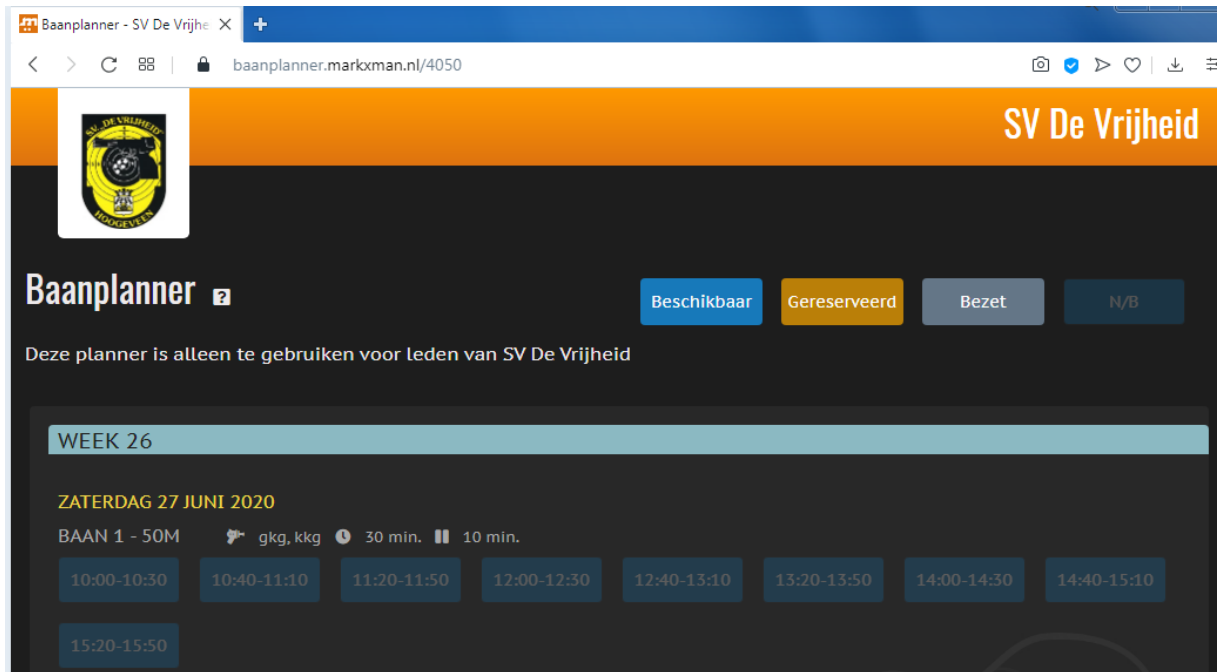 Baanplanner - SV De Vrijhe
baanplanner.markxman.nl/4050
SV De Vrijheid
S.V. "DE VRIJHEID"
HOOGEVEEN
Baanplanner ?
Beschikbaar Gereserveerd Bezet N/B
Deze planner is alleen te gebruiken voor leden van SV De Vrijheid
WEEK 26
ZATERDAG 27 JUNI 2020
BAAN 1 - 50M gkg, kkg 30 min. 10 min.
10:00-10:30 10:40-11:10 11:20-11:50 12:00-12:30 12:40-13:10 13:20-13:50 14:00-14:30 14:40-15:10
15:20-15:50